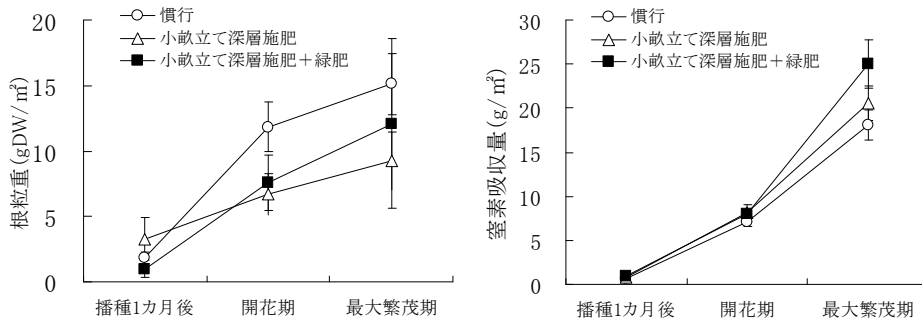 慣行
小畝立て深層施肥
小畝立て深層施肥＋緑肥
根粒重(gDW/㎡)
20
15
10
5
0
播種1カ月後
開花期
最大繁茂期
慣行
小畝立て深層施肥
小畝立て深層施肥＋緑肥
窒素吸収量(g/㎡)
30
25
20
15
10
5
0
播種1カ月後
開花期
最大繁茂期